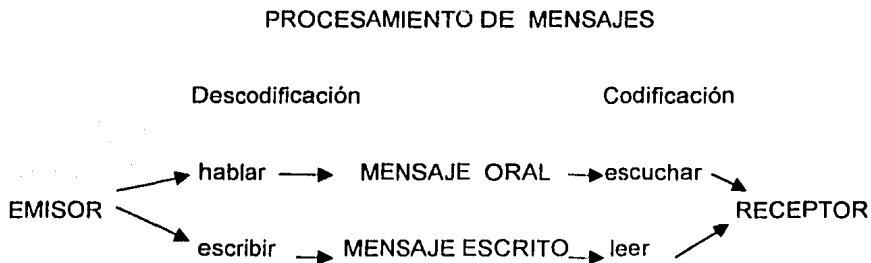 PROCESAMIENTO DE MENSAJES
Descodificación Codificación
hablar MENSAJE ORAL escuchar
EMISOR RECEPTOR
escribir MENSAJE ESCRITO leer